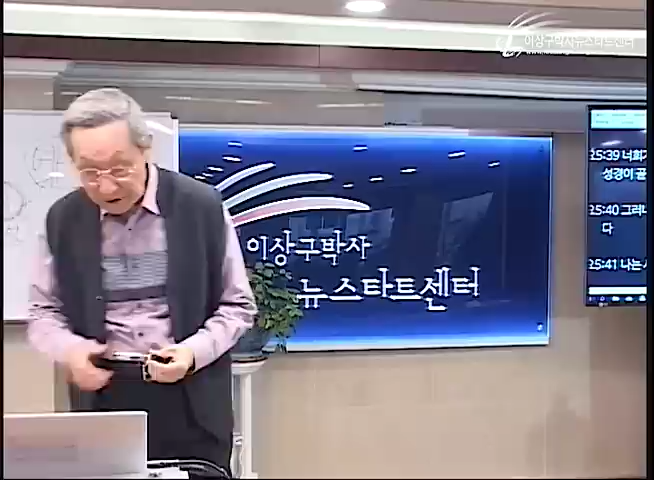 이상구박사뉴스타트센터
이상구박사
뉴스타트센터
25:39 너희가
성경이 곧
25:40 그러나
다
25:41 나는 사